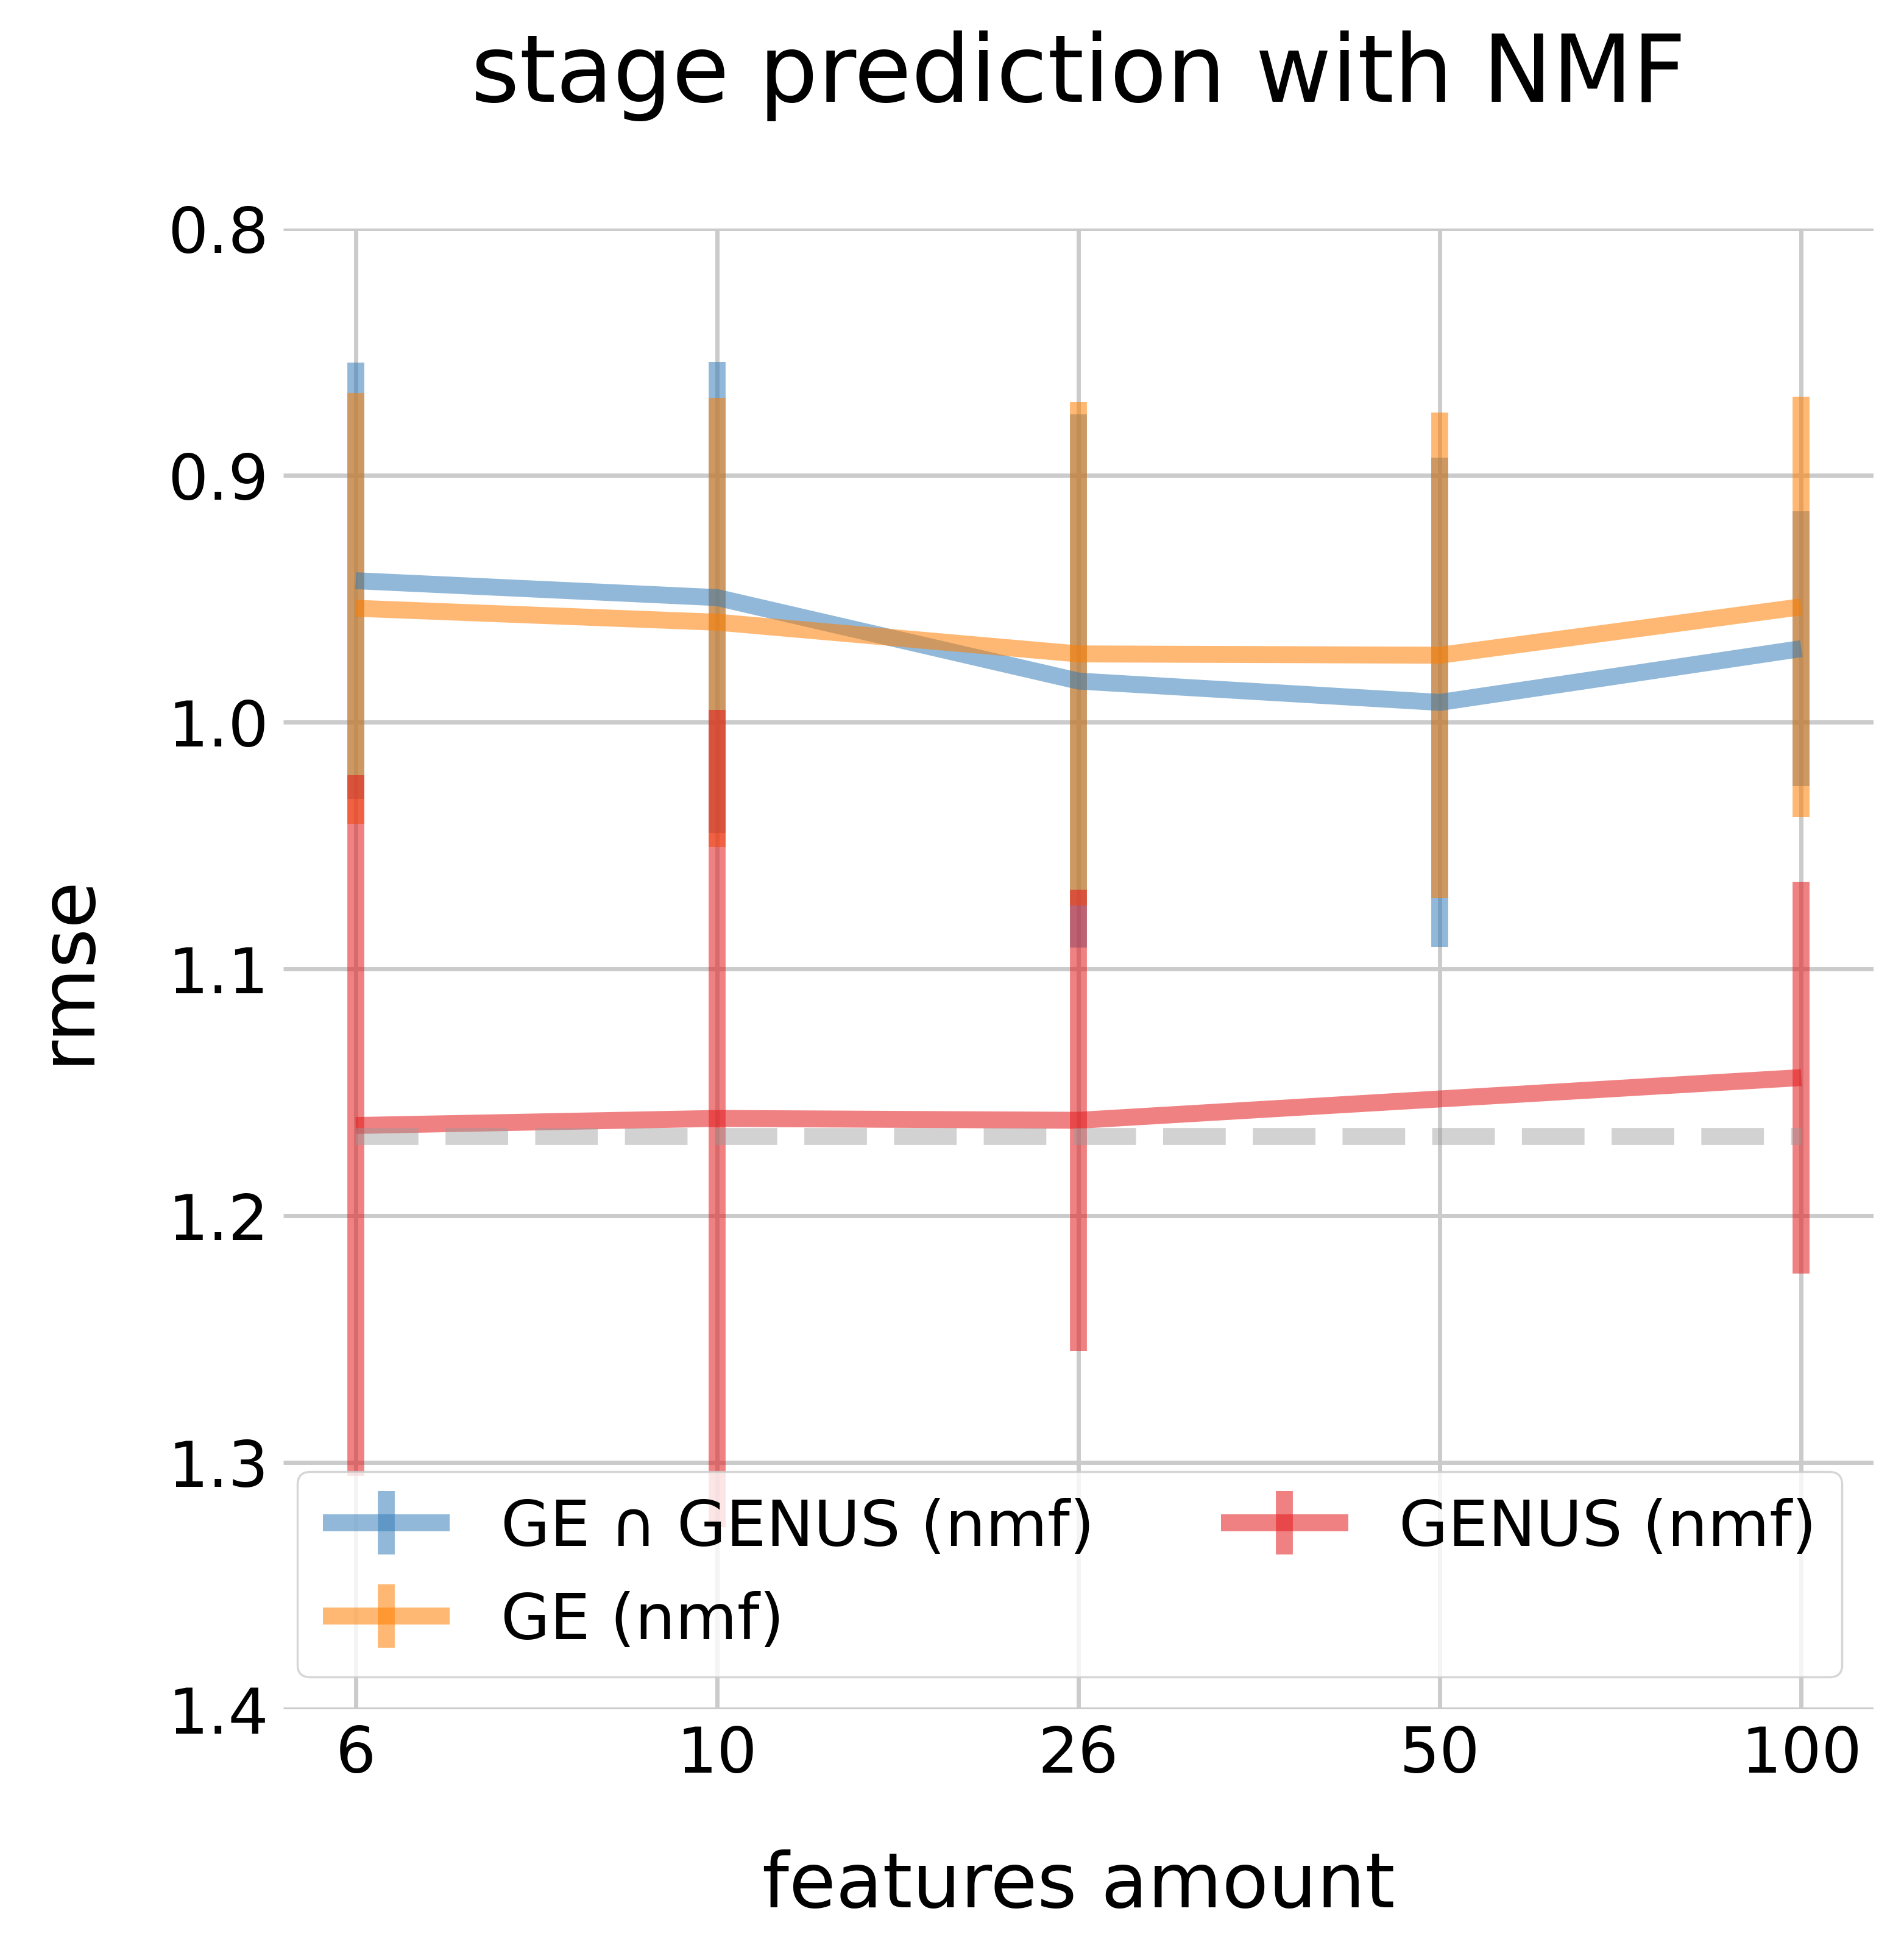 stage prediction with NMF
0.8
0.9
1.0
1.1
1.2
1.3
1.4
rmse
GE ∩ GENUS (nmf)
GENUS (nmf)
GE (nmf)
6 10 26 50 100
features amount